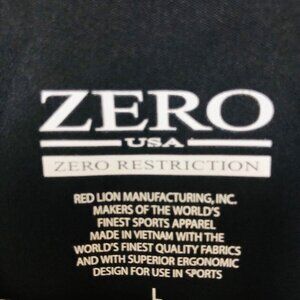 ZERO
USA
ZERO RESTRICTION
RED LION MANUFACTURING, INC.
MAKERS OF THE WORLD'S
FINEST SPORTS APPAREL
MADE IN VIETNAM WITH THE
WORLD'S FINEST QUALITY FABRICS
AND WITH SUPERIOR ERGONOMIC
DESIGN FOR USE IN SPORTS
L